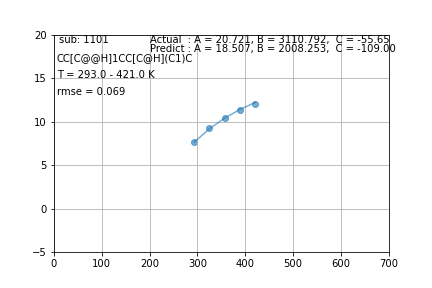 sub: 1101
Actual : A = 20.721, B = 3110.792, C = -55.65
Predict : A = 18.507, B = 2008.253, C = -109.00
CC[C@@H]1CC[C@H](C1)C
T = 293.0 - 421.0 K
rmse = 0.069
20
15
10
5
0
−5
0 100 200 300 400 500 600 700